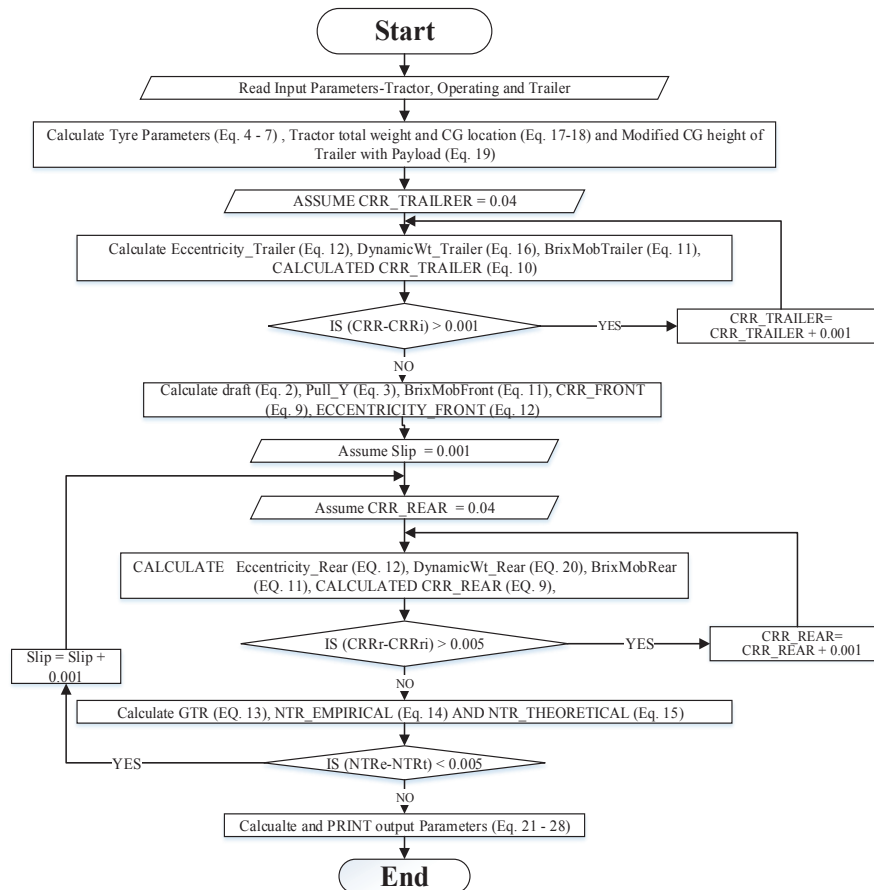 Start
Read Input Parameters-Tractor, Operating and Trailer
Calculate Tyre Parameters (Eq. 4 - 7) , Tractor total weight and CG location (Eq. 17-18) and Modified CG height of
Trailer with Payload (Eq. 19)
ASSUME CRR_TRAILRER = 0.04
Calculate Eccentricity_Trailer (Eq. 12), DynamicWt_Trailer (Eq. 16), BrixMobTrailer (Eq. 11),
CALCULATED CRR_TRAILER (Eq. 10)
IS (CRR-CRRi) > 0.001
YES
CRR_TRAILER=
CRR_TRAILER + 0.001
NO
Calculate draft (Eq. 2), Pull_Y (Eq. 3), BrixMobFront (Eq. 11), CRR_FRONT
(Eq. 9), ECCENTRICITY_FRONT (Eq. 12)
Assume Slip = 0.001
Assume CRR_REAR = 0.04
CALCULATE Eccentricity_Rear (EQ. 12), DynamicWt_Rear (EQ. 20), BrixMobRear
(EQ. 11), CALCULATED CRR_REAR (EQ. 9),
IS (CRRr-CRRri) > 0.005
YES
CRR_REAR=
CRR_REAR + 0.001
Slip = Slip +
0.001
NO
Calculate GTR (EQ. 13), NTR_EMPIRICAL (Eq. 14) AND NTR_THEORETICAL (Eq. 15)
YES
IS (NTRe-NTRt) < 0.005
NO
Calcualte and PRINT output Parameters (Eq. 21 - 28)
End